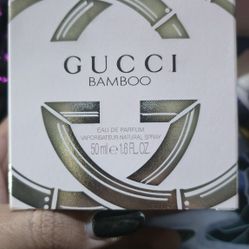 GUCCI
BAMBOO
EAU DE PARFUM
VAPORISATEUR NATURAL SPRAY
50 ml ℮ 1.6 FL.OZ.